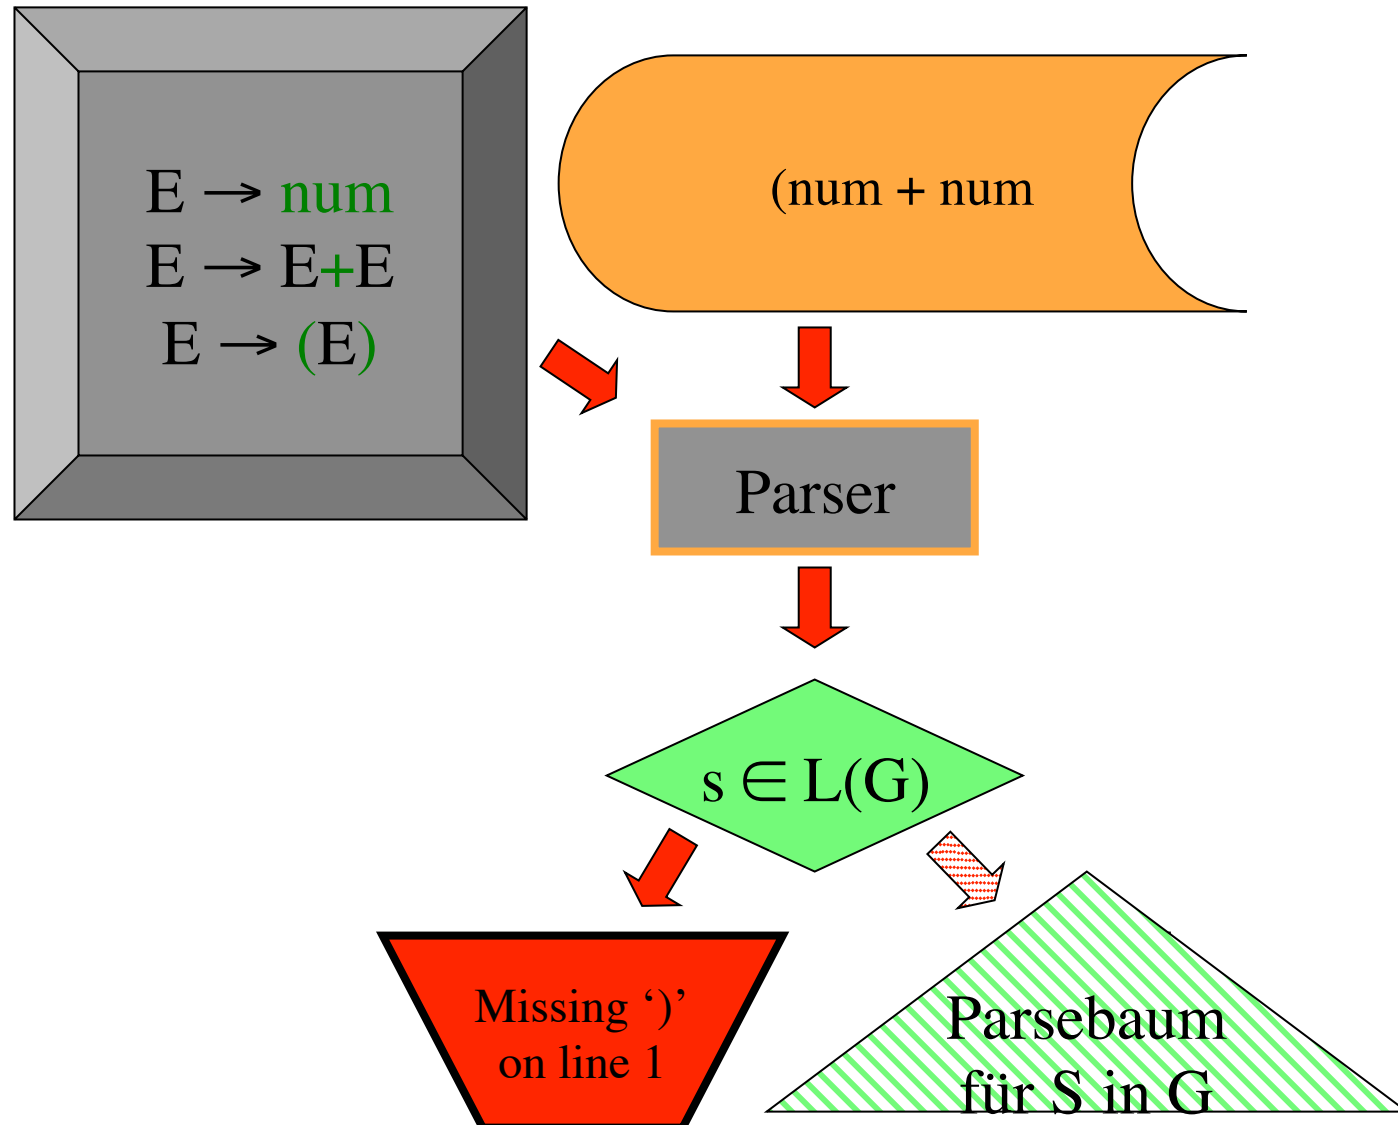 E → num
E → E+E
E → (E)
(num + num
Parser
s ∈ L(G)
Missing ‘)’
on line 1
Parsebaum
für S in G